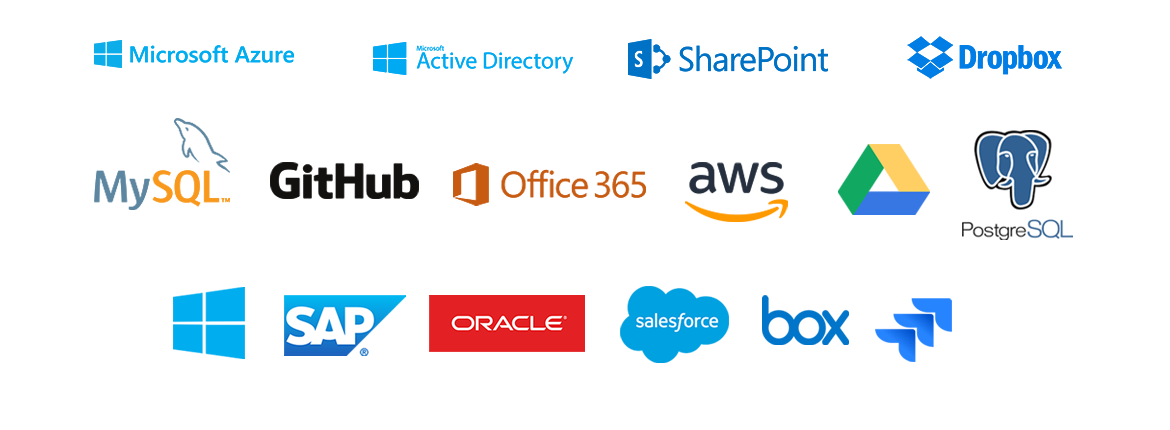 Microsoft Azure
Microsoft
Active Directory
S SharePoint
Dropbox
MySQL™
GitHub
Office 365
aws
PostgreSQL
SAP®
ORACLE®
salesforce
box